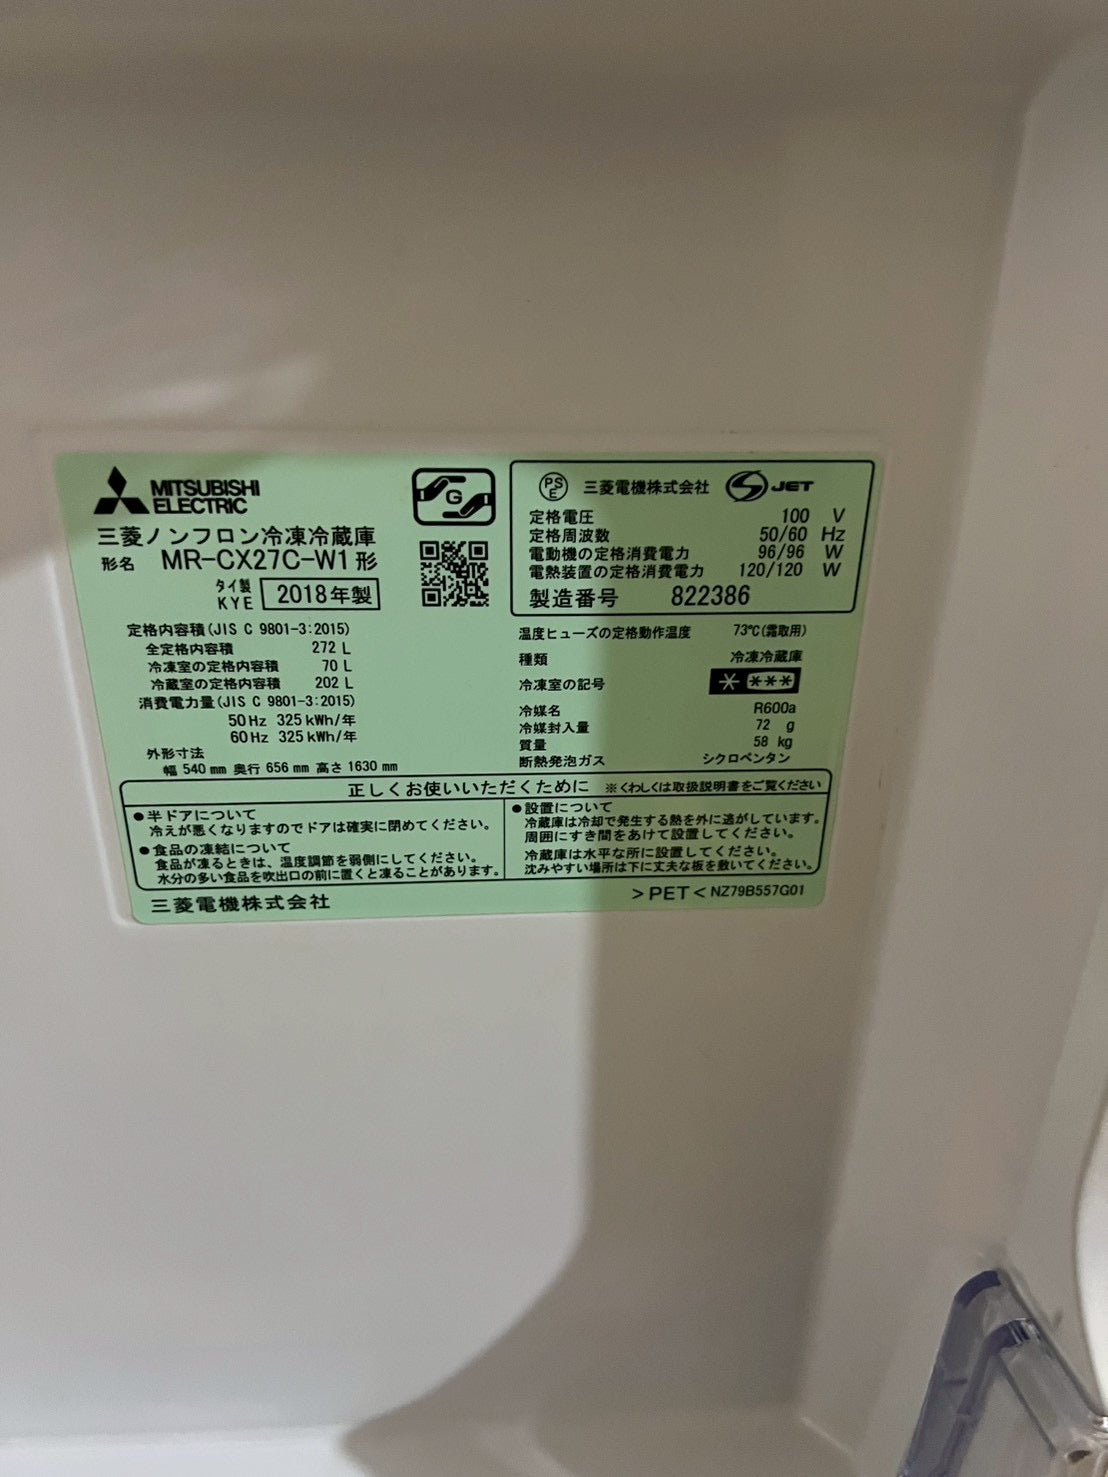 MITSUBISHI
ELECTRIC
三菱ノンフロン冷凍冷蔵庫
形名 MR-CX27C-W1形
タイ製
KYE 2018年製
G
定格内容積(JIS C 9801-3:2015)
全定格内容積 272 L
冷凍室の定格内容積 70 L
冷蔵室の定格内容積 202 L
消費電力量(JIS C 9801-3:2015)
50Hz 325kWh/年
60Hz 325kWh/年
外形寸法
幅 540 mm 奥行 656 mm 高さ 1630 mm
PSE 三菱電機株式会社 S JET
定格電圧 100 V
定格周波数 50/60 Hz
電動機の定格消費電力 96/96 W
電熱装置の定格消費電力 120/120 W
製造番号 822386
温度ヒューズの定格動作温度 73℃(霜取用)
種類 冷凍冷蔵庫
冷凍室の記号 * ***
冷媒名 R600a
冷媒封入量 72 g
質量 58 kg
断熱発泡ガス シクロペンタン
正しくお使いいただくために ※くわしくは取扱説明書をご覧ください
●半ドアについて
冷えが悪くなりますのでドアは確実に閉めてください。
●食品の凍結について
食品が凍るときは、温度調節を弱側にしてください。
水分の多い食品を吹出口の前に置くと凍ることがあります。
●設置について
冷蔵庫は冷却で発生する熱を外に逃がしています。
周囲にすき間をあけて設置してください。
冷蔵庫は水平な所に設置してください。
沈みやすい場所は下に丈夫な板を敷いてください。
三菱電機株式会社
>PET< NZ79B557G01